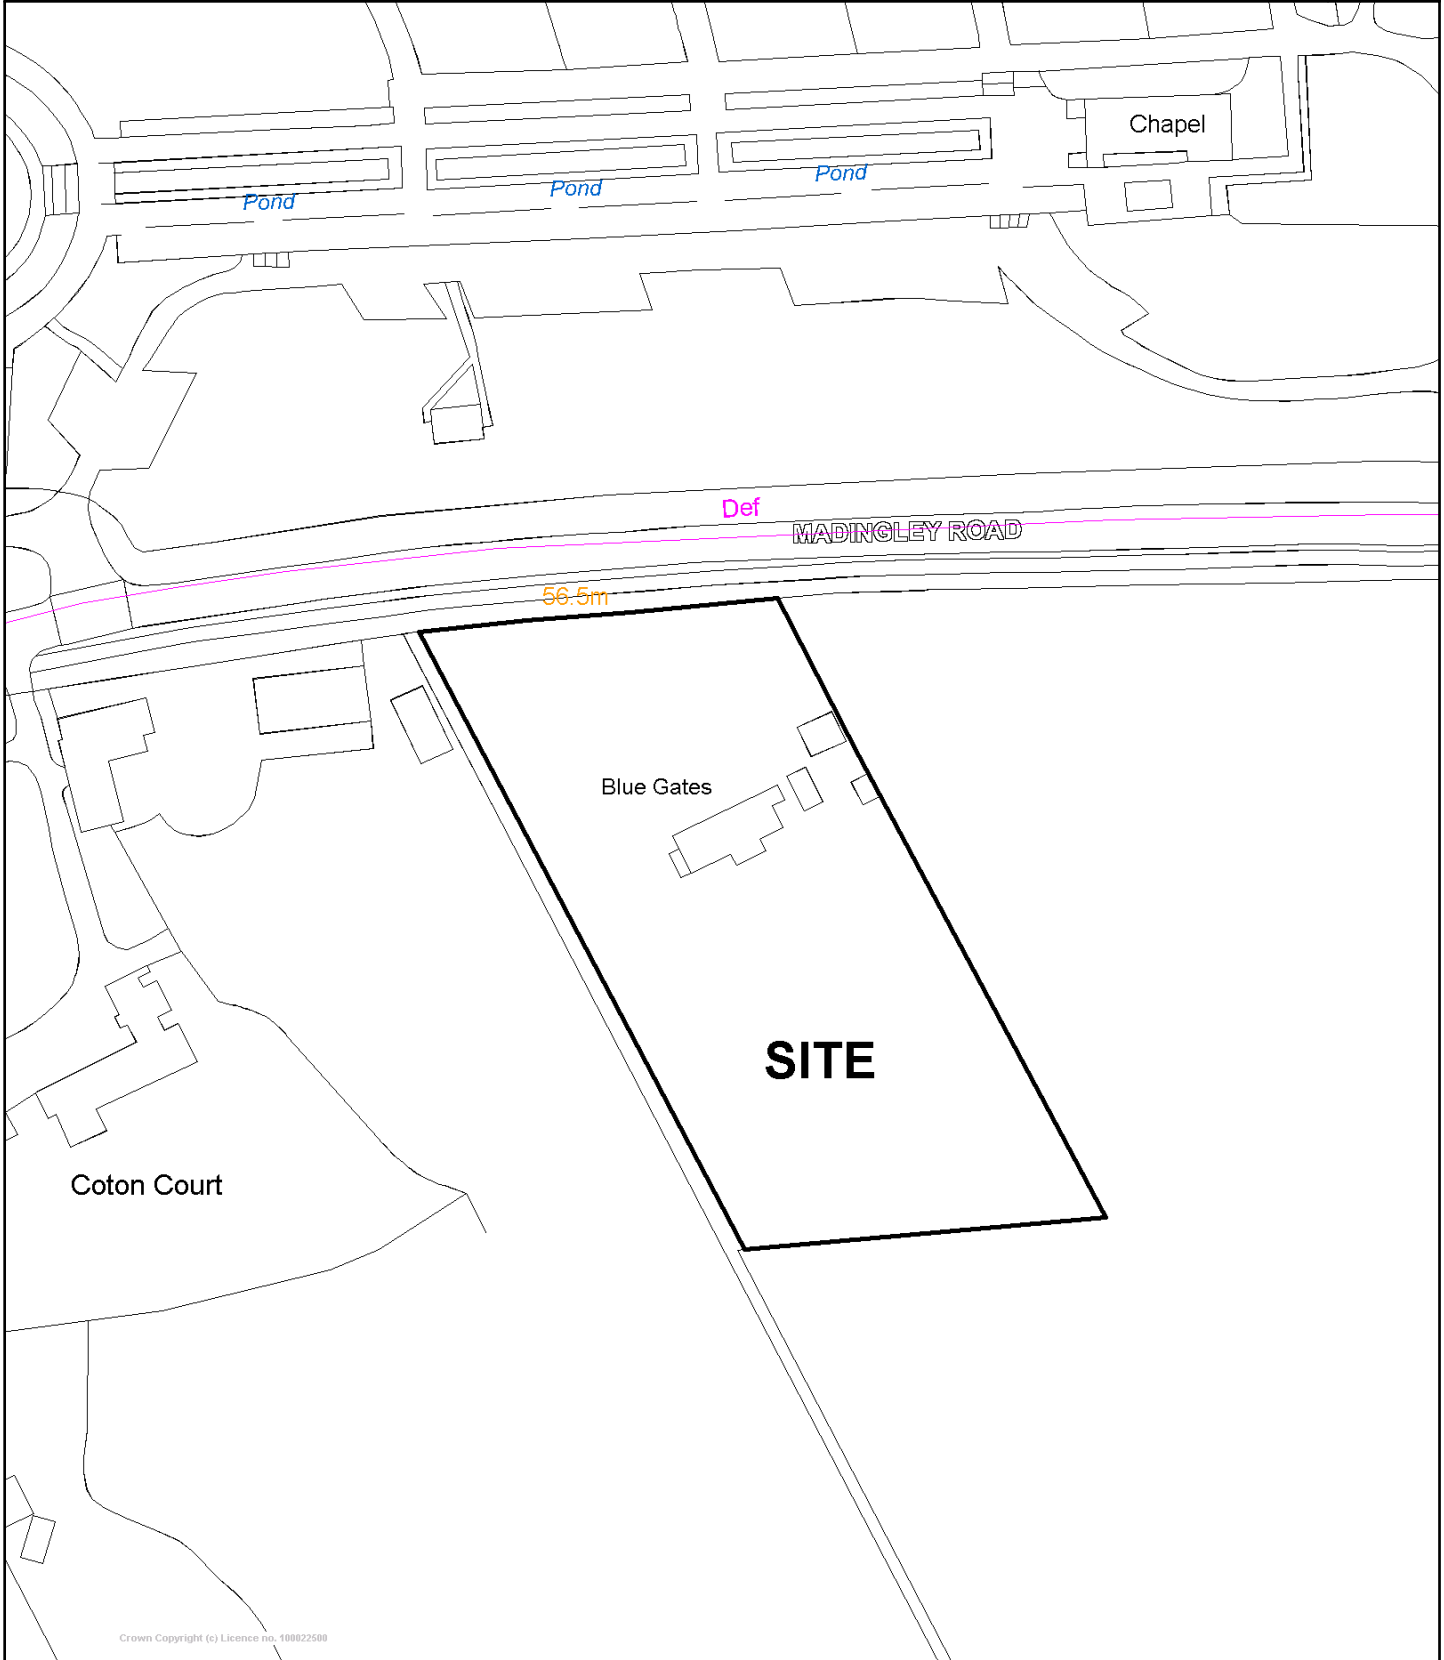 Chapel
Pond
Pond
Pond
Def
MADINGLEY ROAD
56.5m
Blue Gates
SITE
Coton Court
Crown Copyright (c) Licence no. 100022500